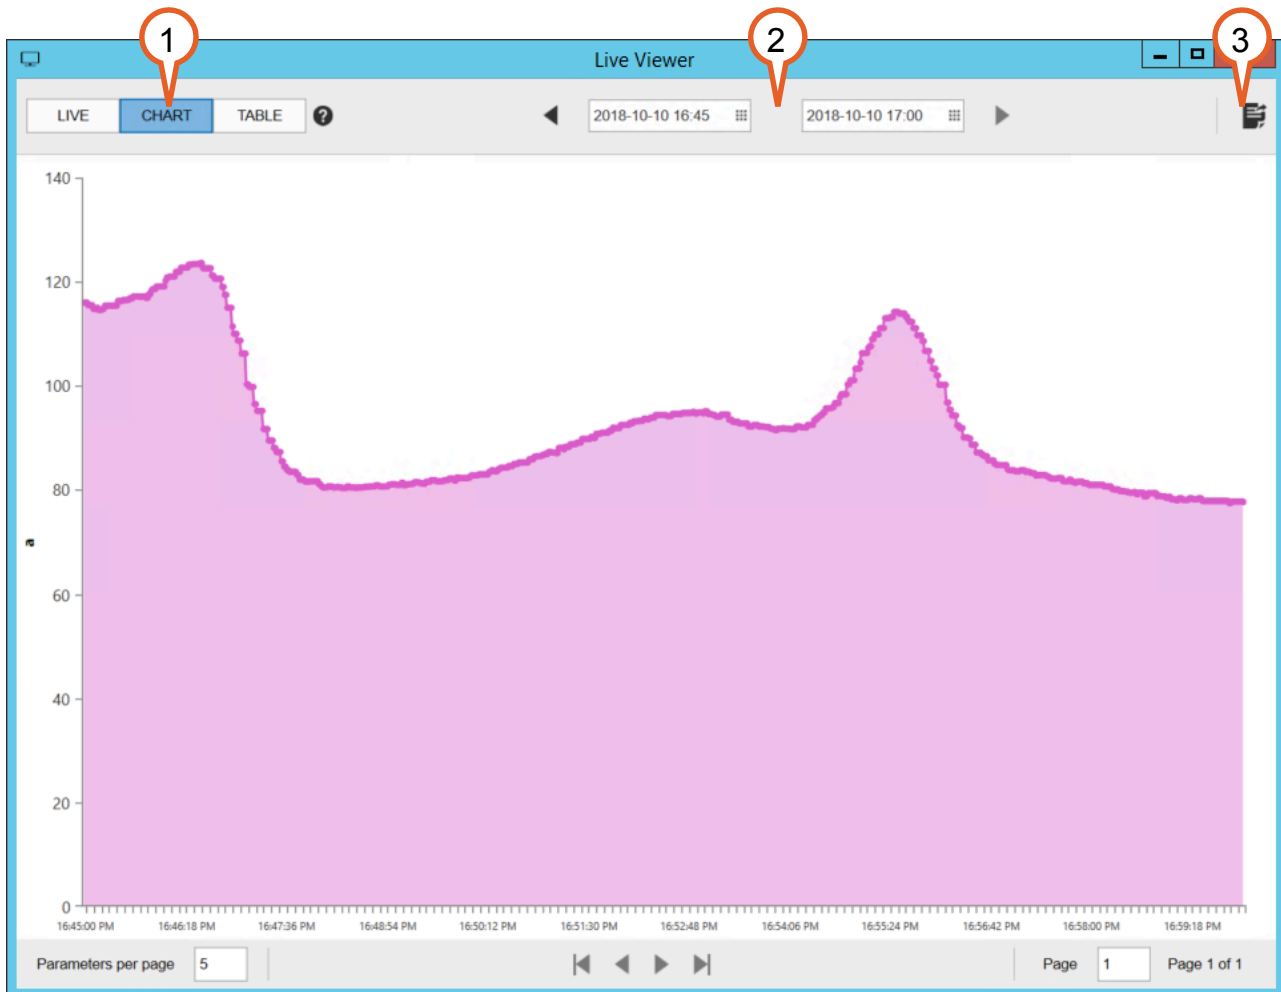 1
2
3
Live Viewer
LIVE
CHART
TABLE
?
2018-10-10 16:45
2018-10-10 17:00
140
120
100
80
a
60
40
20
0
16:45:00 PM
16:46:18 PM
16:47:36 PM
16:48:54 PM
16:50:12 PM
16:51:30 PM
16:52:48 PM
16:54:06 PM
16:55:24 PM
16:56:42 PM
16:58:00 PM
16:59:18 PM
Parameters per page
5
Page
1
Page 1 of 1